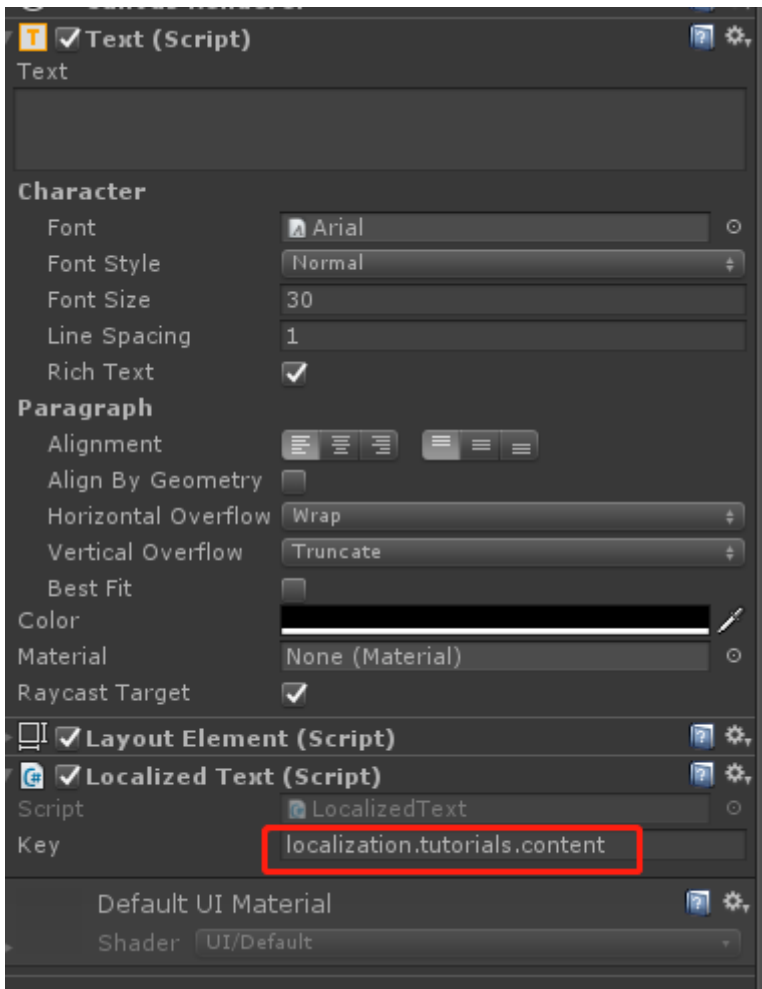 Text (Script)
Text
Character
Font Arial
Font Style Normal
Font Size 30
Line Spacing 1
Rich Text
Paragraph
Alignment
Align By Geometry
Horizontal Overflow Wrap
Vertical Overflow Truncate
Best Fit
Color
Material None (Material)
Raycast Target
Layout Element (Script)
Localized Text (Script)
Script LocalizedText
Key localization.tutorials.content
Default UI Material
Shader UI/Default